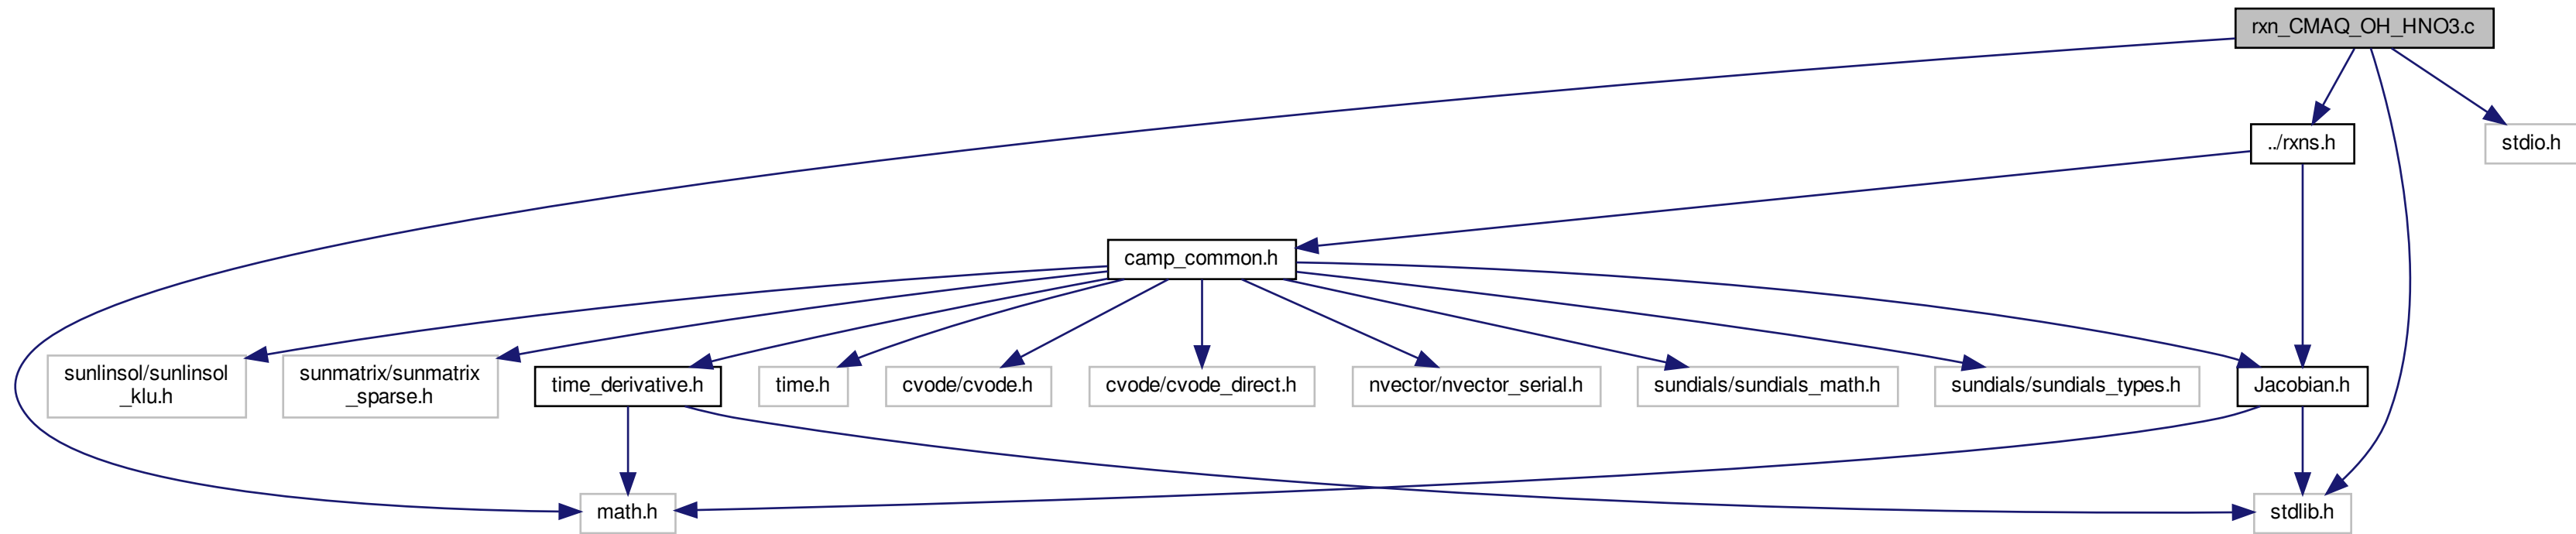 rxn_CMAQ_OH_HNO3.c
../rxns.h
stdio.h
camp_common.h
sunlinsol/sunlinsol
_klu.h
sunmatrix/sunmatrix
_sparse.h
time_derivative.h
time.h
cvode/cvode.h
cvode/cvode_direct.h
nvector/nvector_serial.h
sundials/sundials_math.h
sundials/sundials_types.h
Jacobian.h
math.h
stdlib.h